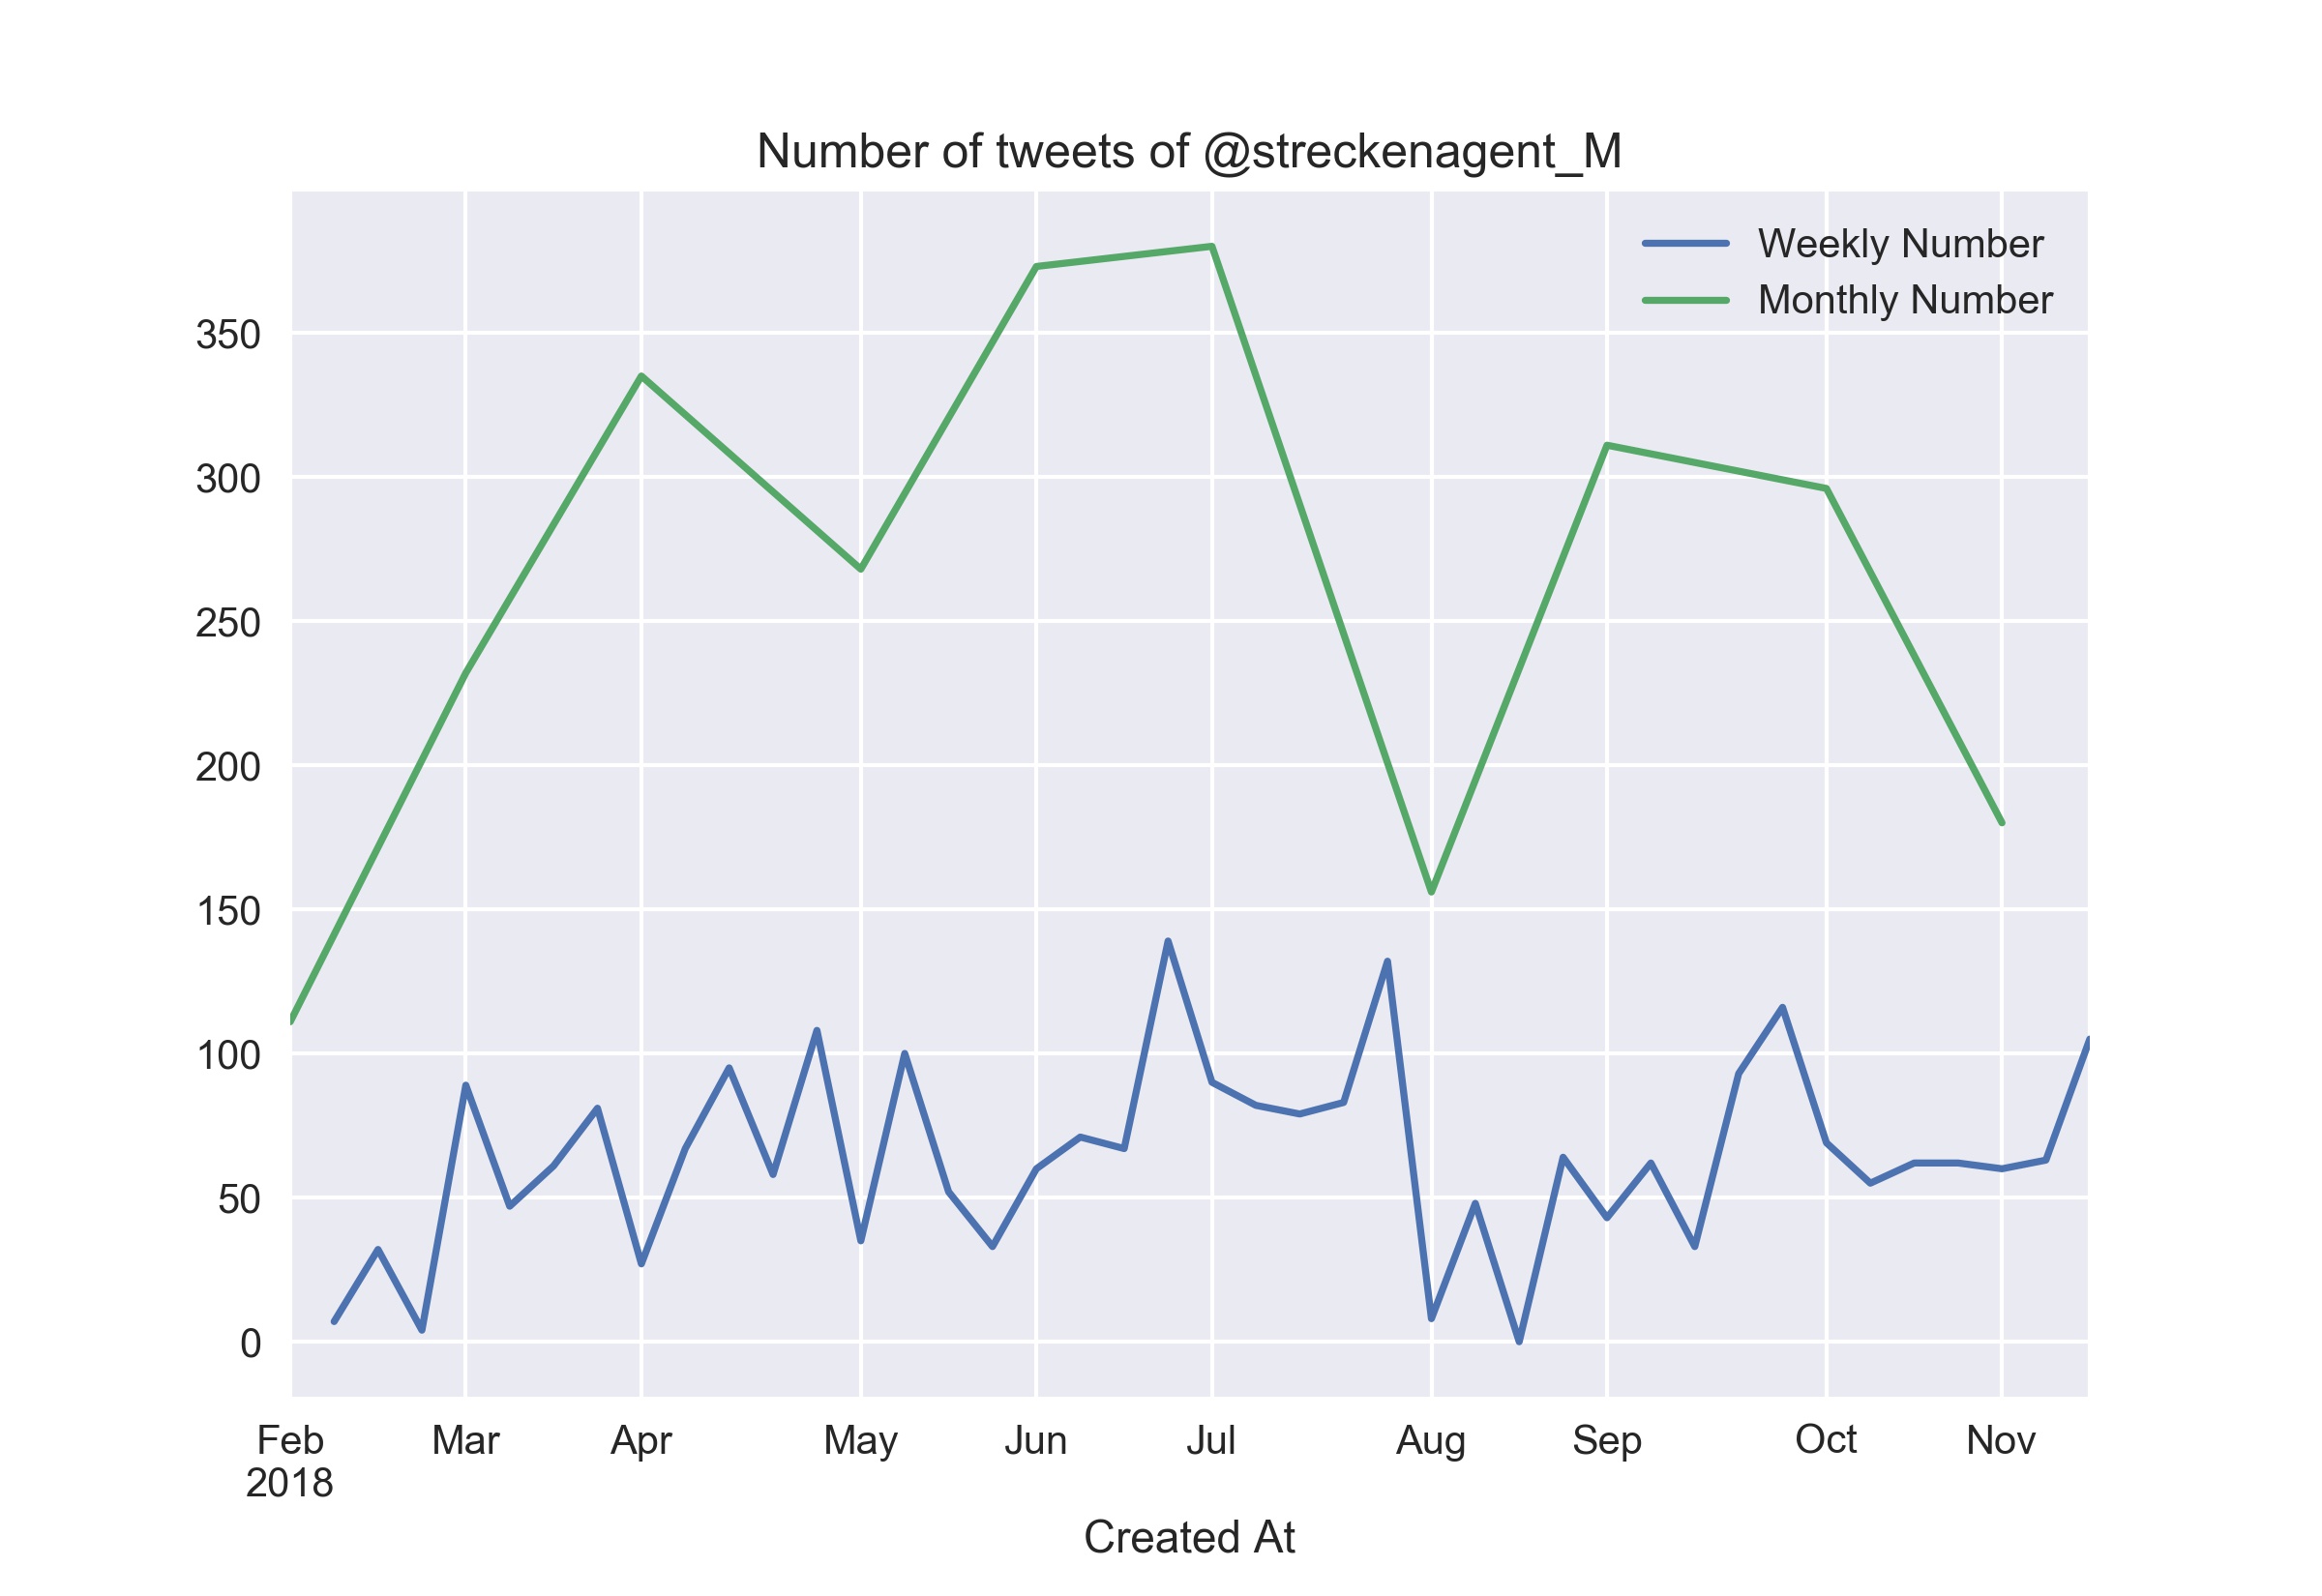 Number of tweets of @streckenagent_M
Weekly Number
Monthly Number
350
300
250
200
150
100
50
0
Feb Mar Apr May Jun Jul Aug Sep Oct Nov
2018
Created At